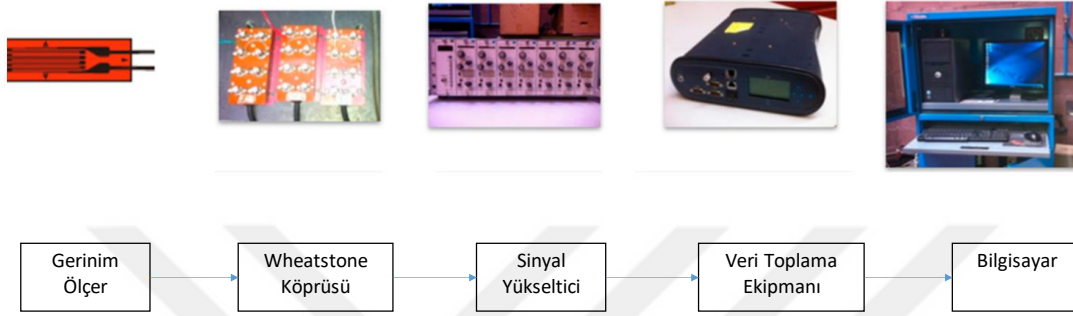 Gerinim
Ölçer
Wheatstone
Köprüsü
Sinyal
Yükseltici
Veri Toplama
Ekipmanı
Bilgisayar